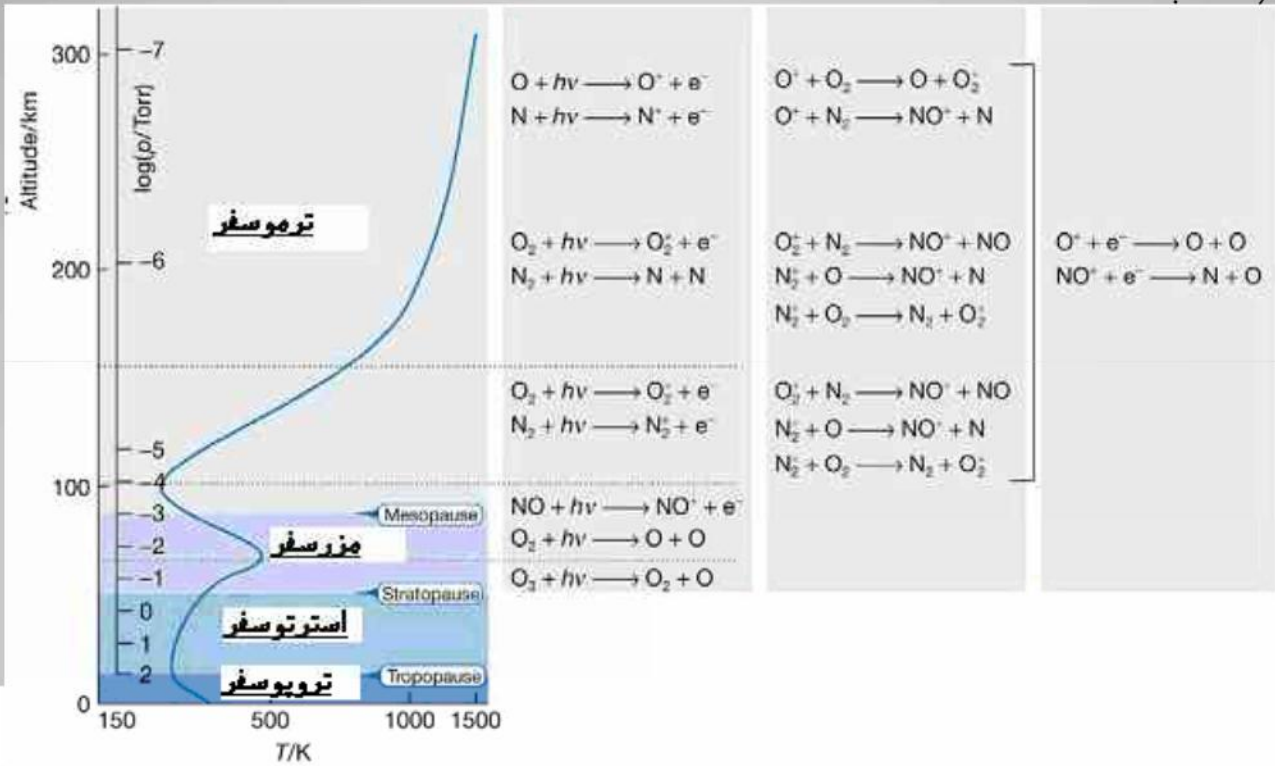 Altitude/km
300
200
100
0
log(p/Torr)
–7
–6
–5
–4
–3
–2
–1
0
1
2
ترموسفر
مزرسفر
استرتوسفر
تروپوسفر
Mesopause
Stratopause
Tropopause
150 500 1000 1500
T/K
O + hν ⟶ O⁺ + e⁻
N + hν ⟶ N⁺ + e⁻
O₂ + hν ⟶ O₂⁺ + e⁻
N₂ + hν ⟶ N + N
O₂ + hν ⟶ O₂⁺ + e⁻
N₂ + hν ⟶ N₂⁺ + e⁻
NO + hν ⟶ NO⁺ + e⁻
O₂ + hν ⟶ O + O
O₃ + hν ⟶ O₂ + O
O⁺ + O₂ ⟶ O + O₂⁺
O⁺ + N₂ ⟶ NO⁺ + N
O₂⁺ + N₂ ⟶ NO⁺ + NO
N₂⁺ + O ⟶ NO⁺ + N
N₂⁺ + O₂ ⟶ N₂ + O₂⁺
O₂⁺ + N₂ ⟶ NO⁺ + NO
N₂⁺ + O ⟶ NO⁺ + N
N₂⁺ + O₂ ⟶ N₂ + O₂⁺
O⁺ + e⁻ ⟶ O + O
NO⁺ + e⁻ ⟶ N + O